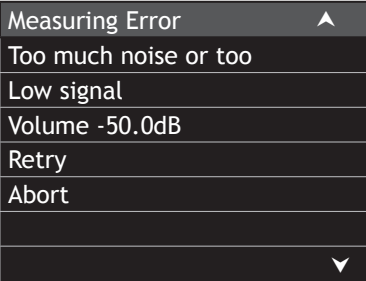 Measuring Error
Too much noise or too
Low signal
Volume -50.0dB
Retry
Abort